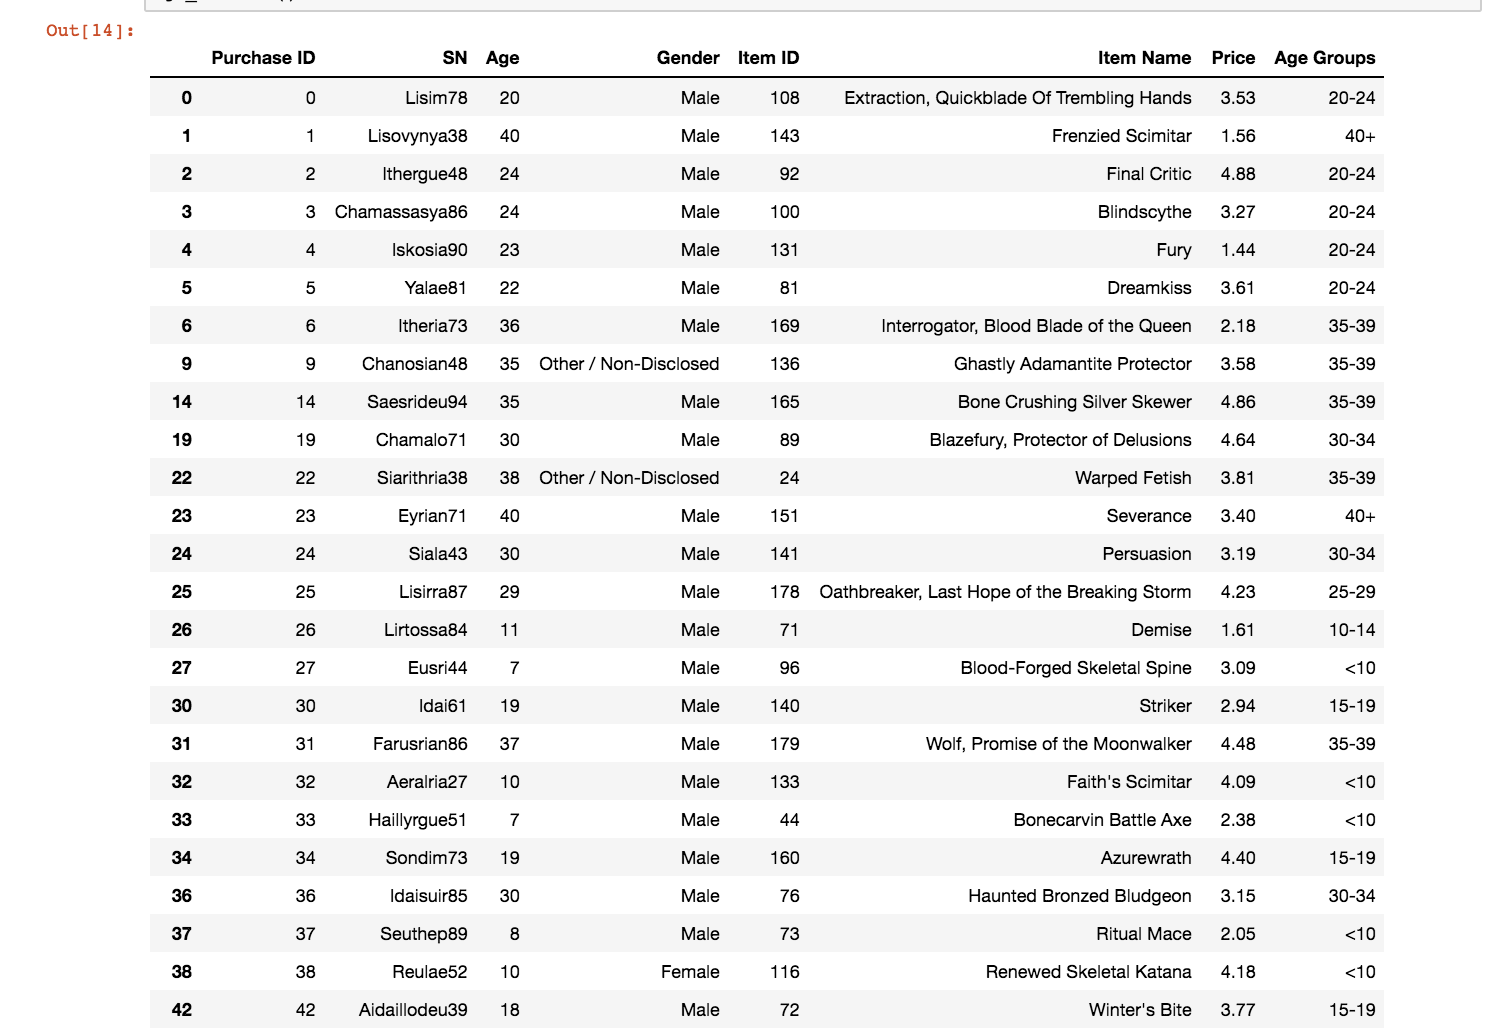 Out[14]:
Purchase ID SN Age Gender Item ID Item Name Price Age Groups
0 0 Lisim78 20 Male 108 Extraction, Quickblade Of Trembling Hands 3.53 20-24
1 1 Lisovynya38 40 Male 143 Frenzied Scimitar 1.56 40+
2 2 Ithergue48 24 Male 92 Final Critic 4.88 20-24
3 3 Chamassasya86 24 Male 100 Blindscythe 3.27 20-24
4 4 Iskosia90 23 Male 131 Fury 1.44 20-24
5 5 Yalae81 22 Male 81 Dreamkiss 3.61 20-24
6 6 Itheria73 36 Male 169 Interrogator, Blood Blade of the Queen 2.18 35-39
9 9 Chanosian48 35 Other / Non-Disclosed 136 Ghastly Adamantite Protector 3.58 35-39
14 14 Saesrideu94 35 Male 165 Bone Crushing Silver Skewer 4.86 35-39
19 19 Chamalo71 30 Male 89 Blazefury, Protector of Delusions 4.64 30-34
22 22 Siarithria38 38 Other / Non-Disclosed 24 Warped Fetish 3.81 35-39
23 23 Eyrian71 40 Male 151 Severance 3.40 40+
24 24 Siala43 30 Male 141 Persuasion 3.19 30-34
25 25 Lisirra87 29 Male 178 Oathbreaker, Last Hope of the Breaking Storm 4.23 25-29
26 26 Lirtossa84 11 Male 71 Demise 1.61 10-14
27 27 Eusri44 7 Male 96 Blood-Forged Skeletal Spine 3.09 <10
30 30 Idai61 19 Male 140 Striker 2.94 15-19
31 31 Farusrian86 37 Male 179 Wolf, Promise of the Moonwalker 4.48 35-39
32 32 Aeralria27 10 Male 133 Faith's Scimitar 4.09 <10
33 33 Haillyrgue51 7 Male 44 Bonecarvin Battle Axe 2.38 <10
34 34 Sondim73 19 Male 160 Azurewrath 4.40 15-19
36 36 Idaisuir85 30 Male 76 Haunted Bronzed Bludgeon 3.15 30-34
37 37 Seuthep89 8 Male 73 Ritual Mace 2.05 <10
38 38 Reulae52 10 Female 116 Renewed Skeletal Katana 4.18 <10
42 42 Aidaillodeu39 18 Male 72 Winter's Bite 3.77 15-19